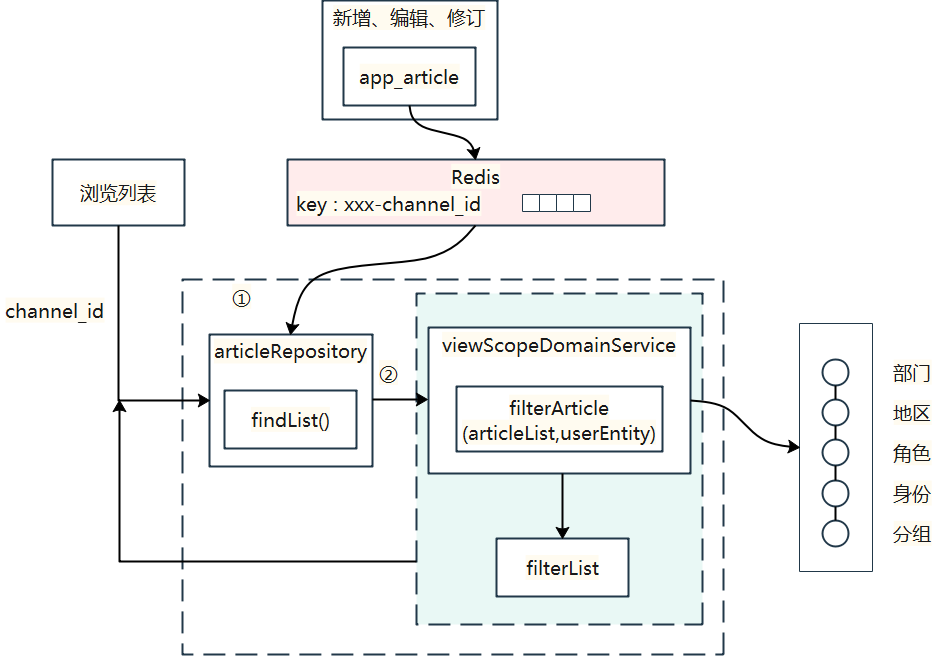 新增、编辑、修订
app_article
Redis
key : xxx-channel_id
浏览列表
channel_id
①
articleRepository
findList()
②
viewScopeDomainService
filterArticle
(articleList,userEntity)
filterList
部门
地区
角色
身份
分组